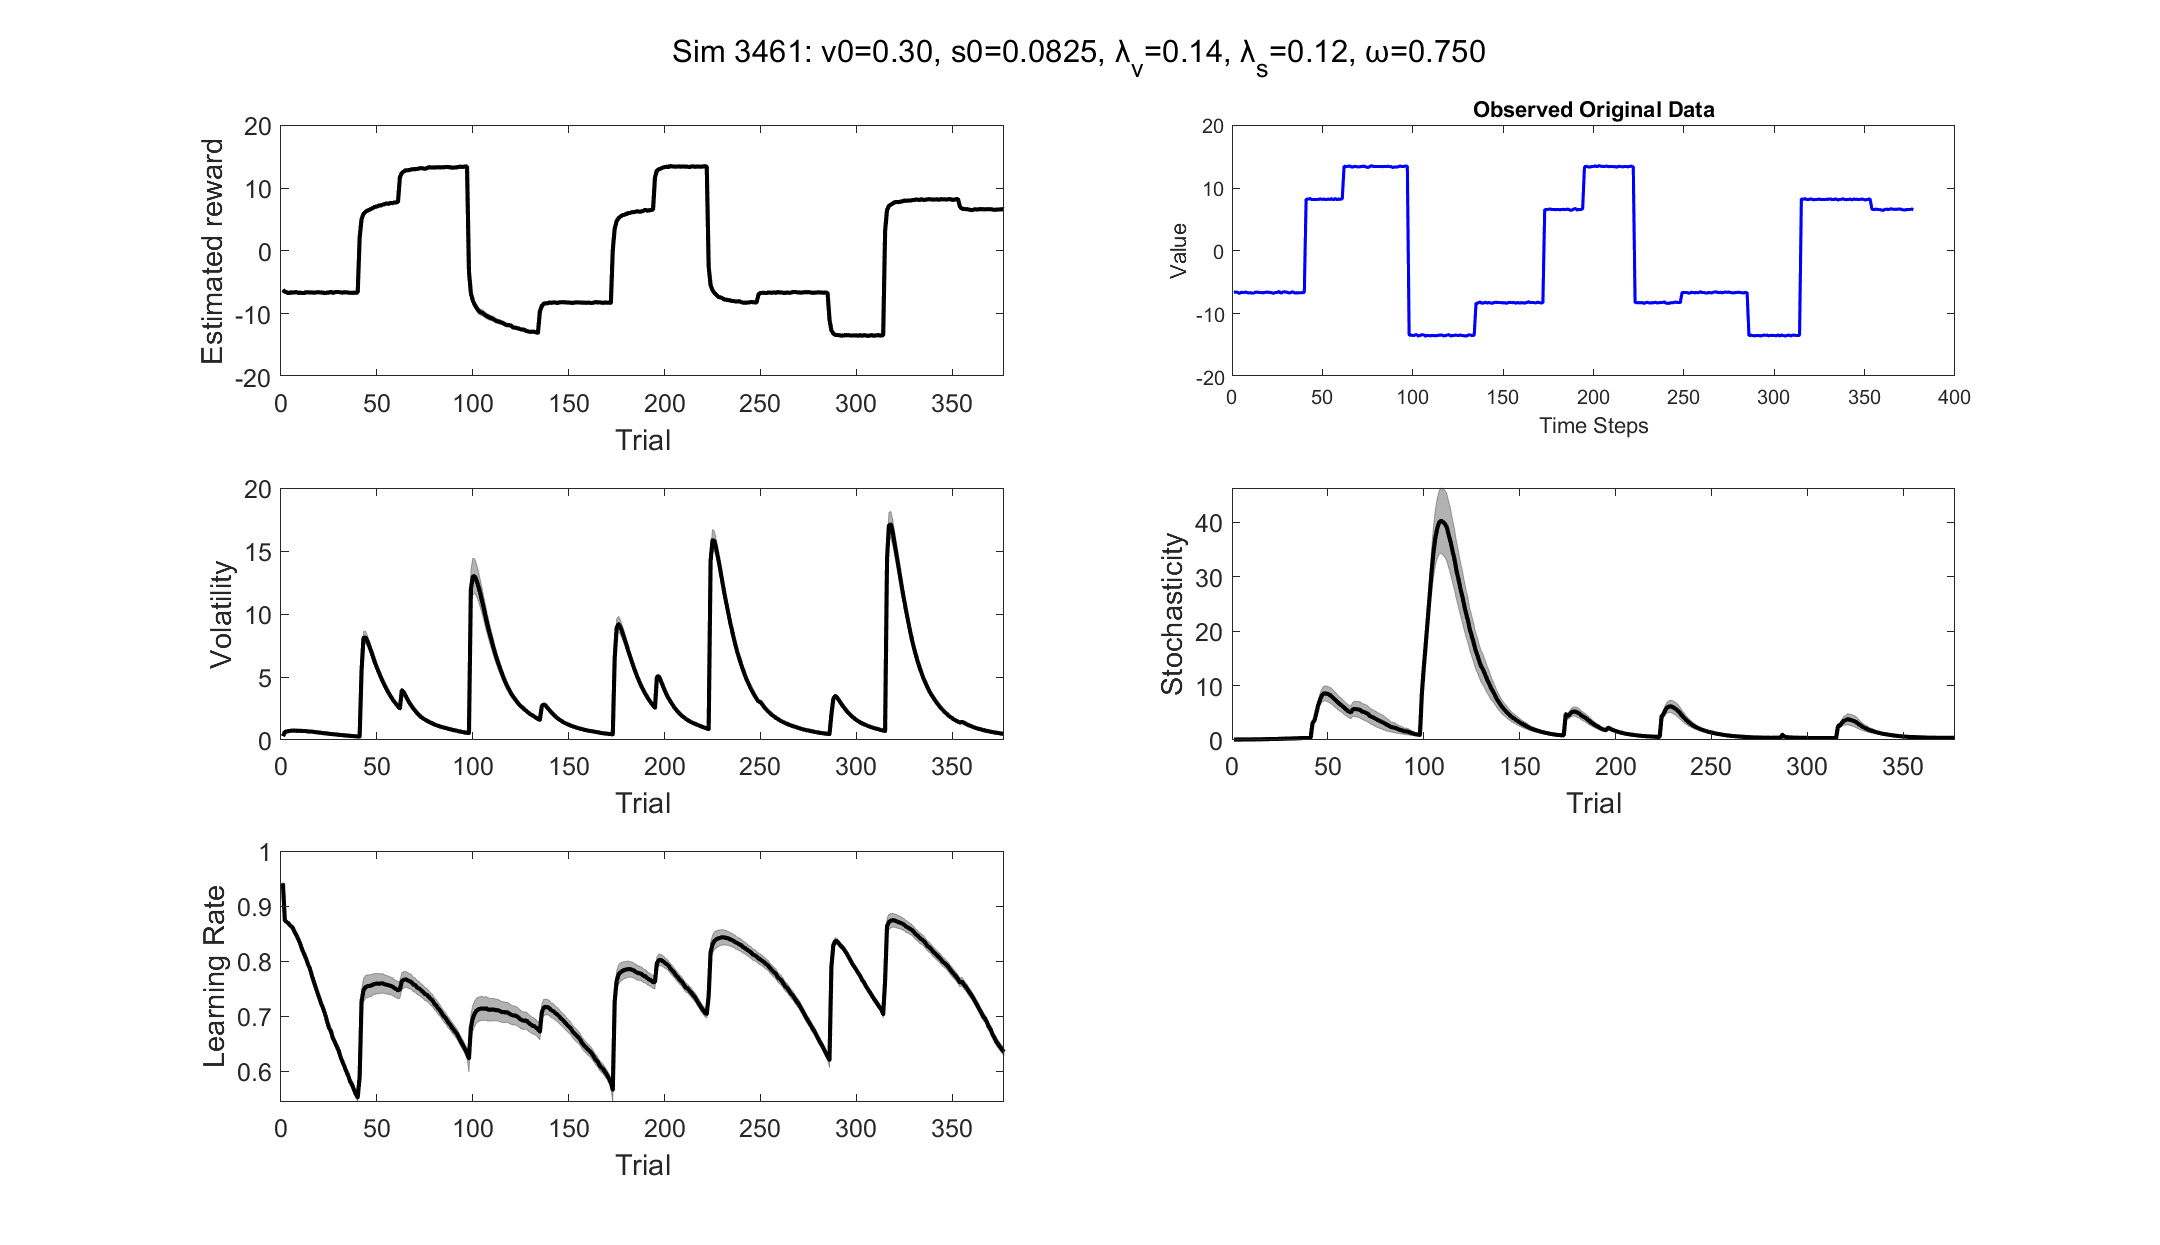 Sim 3461: v0=0.30, s0=0.0825, λ_v=0.14, λ_s=0.12, ω=0.750
Estimated reward
20
10
0
-10
-20
0 50 100 150 200 250 300 350
Trial
Observed Original Data
Value
20
10
0
-10
-20
0 50 100 150 200 250 300 350 400
Time Steps
Volatility
20
15
10
5
0
0 50 100 150 200 250 300 350
Trial
Stochasticity
40
30
20
10
0
0 50 100 150 200 250 300 350
Trial
Learning Rate
1
0.9
0.8
0.7
0.6
0 50 100 150 200 250 300 350
Trial